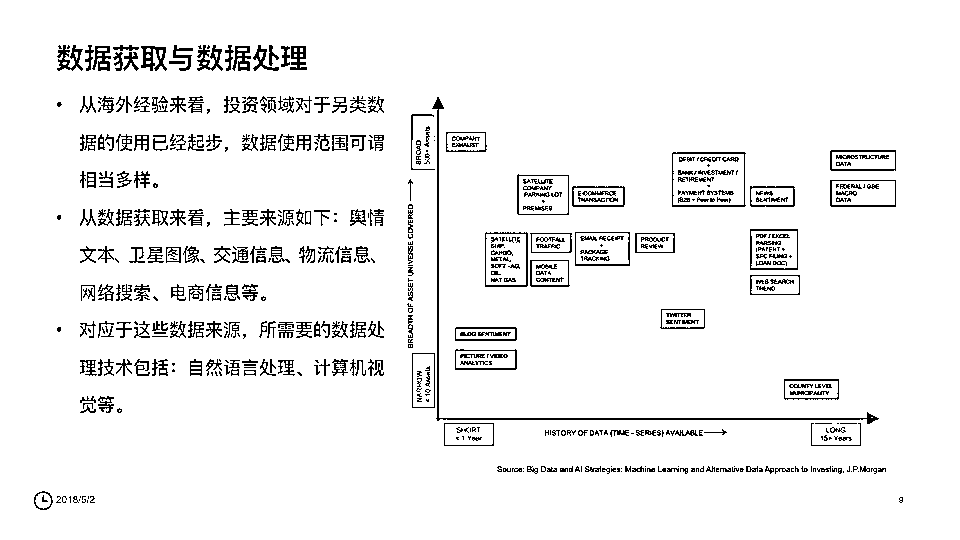 数据获取与数据处理
• 从海外经验来看，投资领域对于另类数
据的使用已经起步，数据使用范围可谓
相当多样。
• 从数据获取来看，主要来源如下：舆情
文本、卫星图像、交通信息、物流信息、
网络搜索、电商信息等。
• 对应于这些数据来源，所需要的数据处
理技术包括：自然语言处理、计算机视
觉等。
BROAD
500+ Assets
BREADTH OF ASSET UNIVERSE COVERED
NARROW
< 10 Assets
COMPANY
EXHAUST
SATELLITE
COMPANY
PARKING LOT
+
PREMISES
E-COMMERCE
TRANSACTION
DEBIT / CREDIT CARD
+
BANK / INVESTMENT /
RETIREMENT
+
PAYMENT SYSTEMS
(B2B + Peer to Peer)
NEWS
SENTIMENT
MICROSTRUCTURE
DATA
FEDERAL / GSE
MACRO
DATA
SATELLITE
SHIP,
CARGO,
METAL,
SOFT -AG,
OIL
NAT GAS
FOOTFALL
TRAFFIC
MOBILE
DATA
CONTENT
EMAIL RECEIPT
+
PACKAGE
TRACKING
PRODUCT
REVIEW
PDF / EXCEL
PARSING
(PATENT +
SFC FILING +
LOAN DOC)
WEB SEARCH
TREND
TWITTER
SENTIMENT
BLOG SENTIMENT
PICTURE / VIDEO
ANALYTICS
COUNTY LEVEL
MUNICIPALITY
SHORT
< 1 Year
HISTORY OF DATA (TIME - SERIES) AVAILABLE
LONG
15+ Years
Source: Big Data and AI Strategies: Machine Learning and Alternative Data Approach to Investing, J.P.Morgan
2018/5/2
9